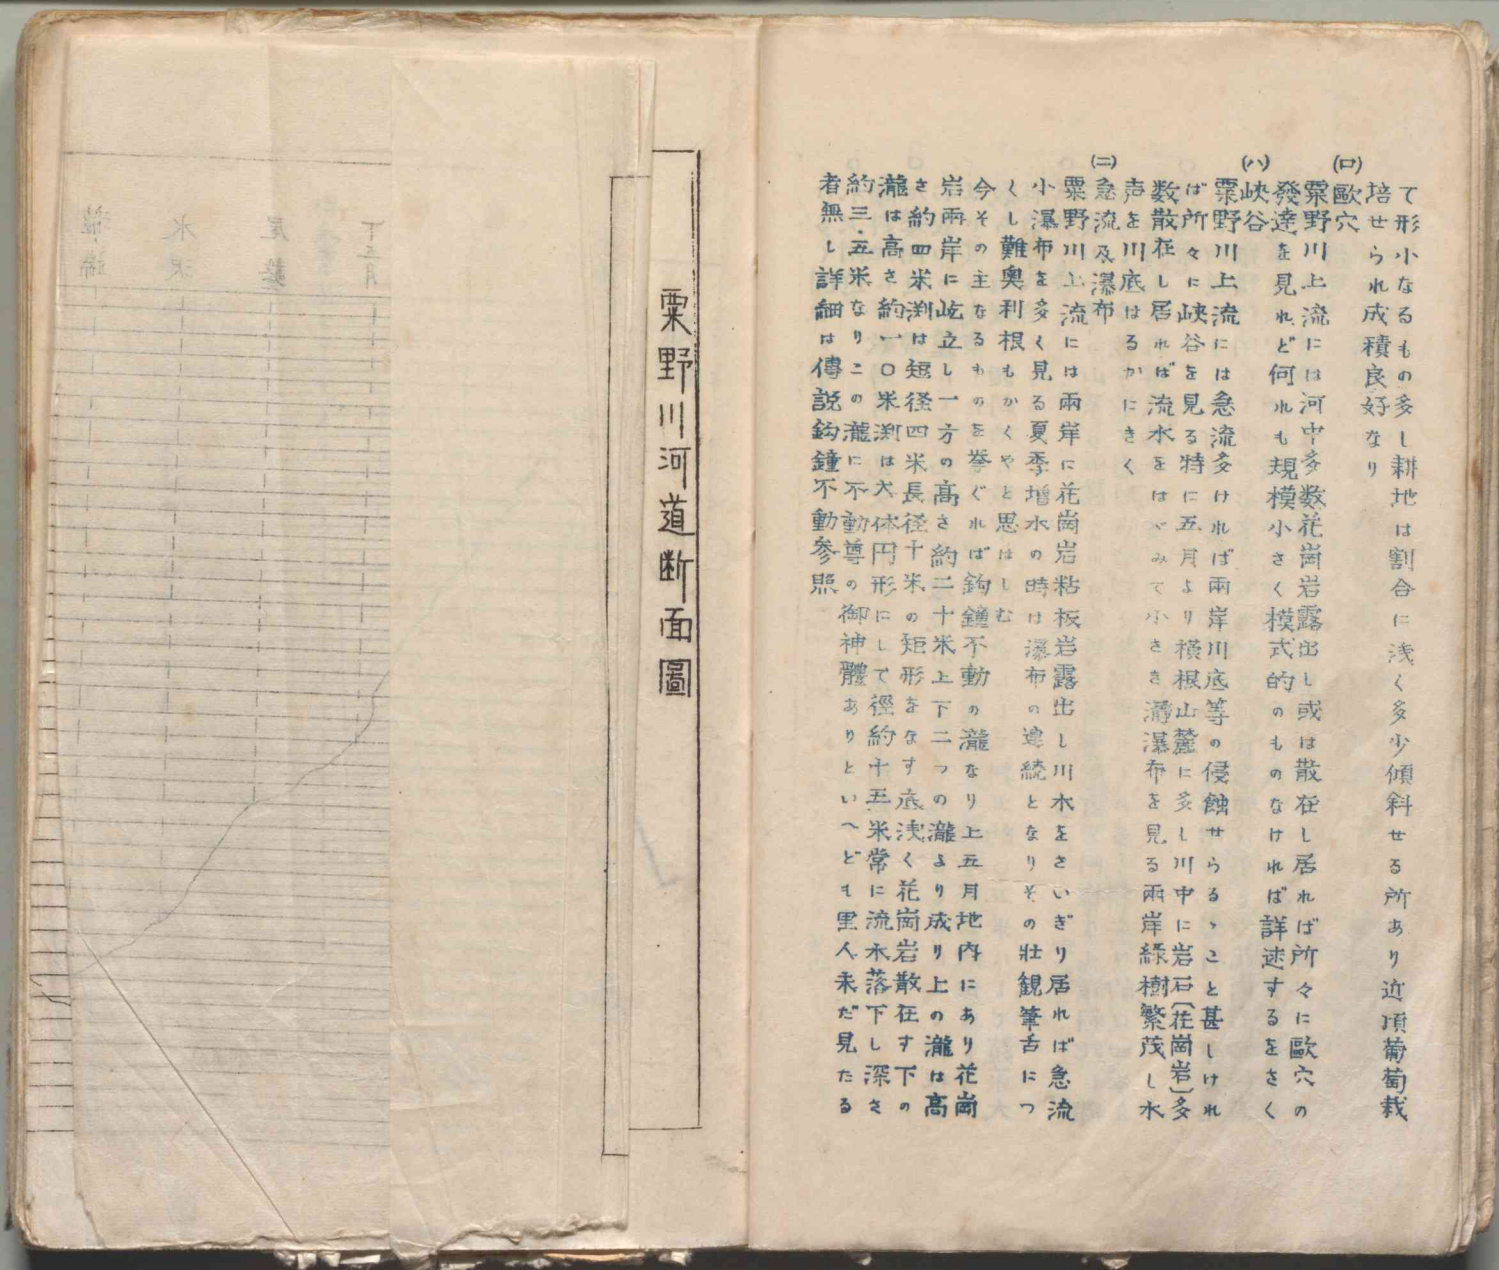 て形小なるもの多し耕地は割合に浅く多少傾斜せる所あり近頃葡萄栽
培せられ成積良好なり
(ロ) 歐穴
粟野川上流には河中多数花崗岩露出し或は散在し居れば所々に歐穴の
發達を見れど何れも規模小さく模式的のものなければ詳述するをさく
(ハ) 峡谷
粟野川上流には急流多ければ兩岸川底等の侵蝕せらるゝこと甚しけれ
ば所々に峡谷を見る特に五月より横根山麓に多し川中に岩石(花崗岩)多
数散在し居れば流水をはゞみて小さき瀑布を見る兩岸緑樹繁茂し水
声を川底はるかにきく
(ニ) 急流及瀑布
粟野川上流には兩岸に花崗岩粘板岩露出し川水をさいぎり居れば急流
小瀑布を多く見る夏季増水の時は瀑布の連続となりその壮観筆舌につ
くし難奥利根もかくやと思はしむ
今その主なるものを挙ぐれば釣鐘不動の瀧なり上五月地内にあり花崗
岩兩岸に屹立し一方の高さ約二十米上下二つの瀧より成り上の瀧は高
さ約四米渕は短径四米長径十米の矩形をなす底浅く花崗岩散在す下の
瀧は高さ約一〇米渕は大体円形にして徑約十五米常に流水落下し深さ
約三.五米なりこの瀧に不動尊の御神體ありといへども里人未だ見たる
者無し詳細は傳説釣鐘不動参照
粟野川河道断面圖